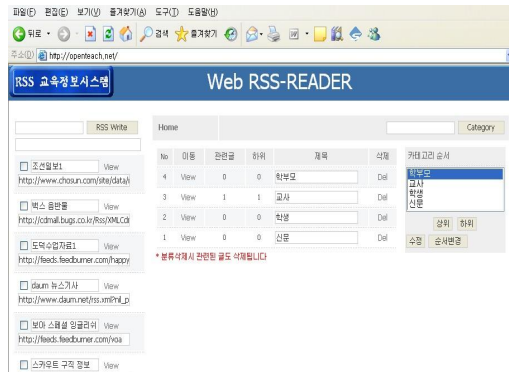 파일(F) 편집(E) 보기(V) 즐겨찾기(A) 도구(T) 도움말(H)
뒤로 검색 즐겨찾기
주소(D) http://openteach.net/
RSS 교육정보시스템 Web RSS-READER
RSS Write
Home
Category
No 이동 관련글 하위 제목 삭제
4 View 0 0 학부모 Del
3 View 1 1 교사 Del
2 View 0 0 학생 Del
1 View 0 0 신문 Del
* 분류삭제시 관련된 글도 삭제됩니다
카테고리 순서
학부모
교사
학생
신문
상위 하위
수정 순서변경
조선일보1 View
http://www.chosun.com/site/data/
벅스 음반물 View
http://cdmall.bugs.co.kr/Rss/XMLCd
도덕수업자료1 View
http://feeds.feedburner.com/happy
daum 뉴스기사 View
http://www.daum.net/rss.xml?nil_p
보아 스페셜 잉글리쉬 View
http://feeds.feedburner.com/voa
스카우트 구직 정보 View